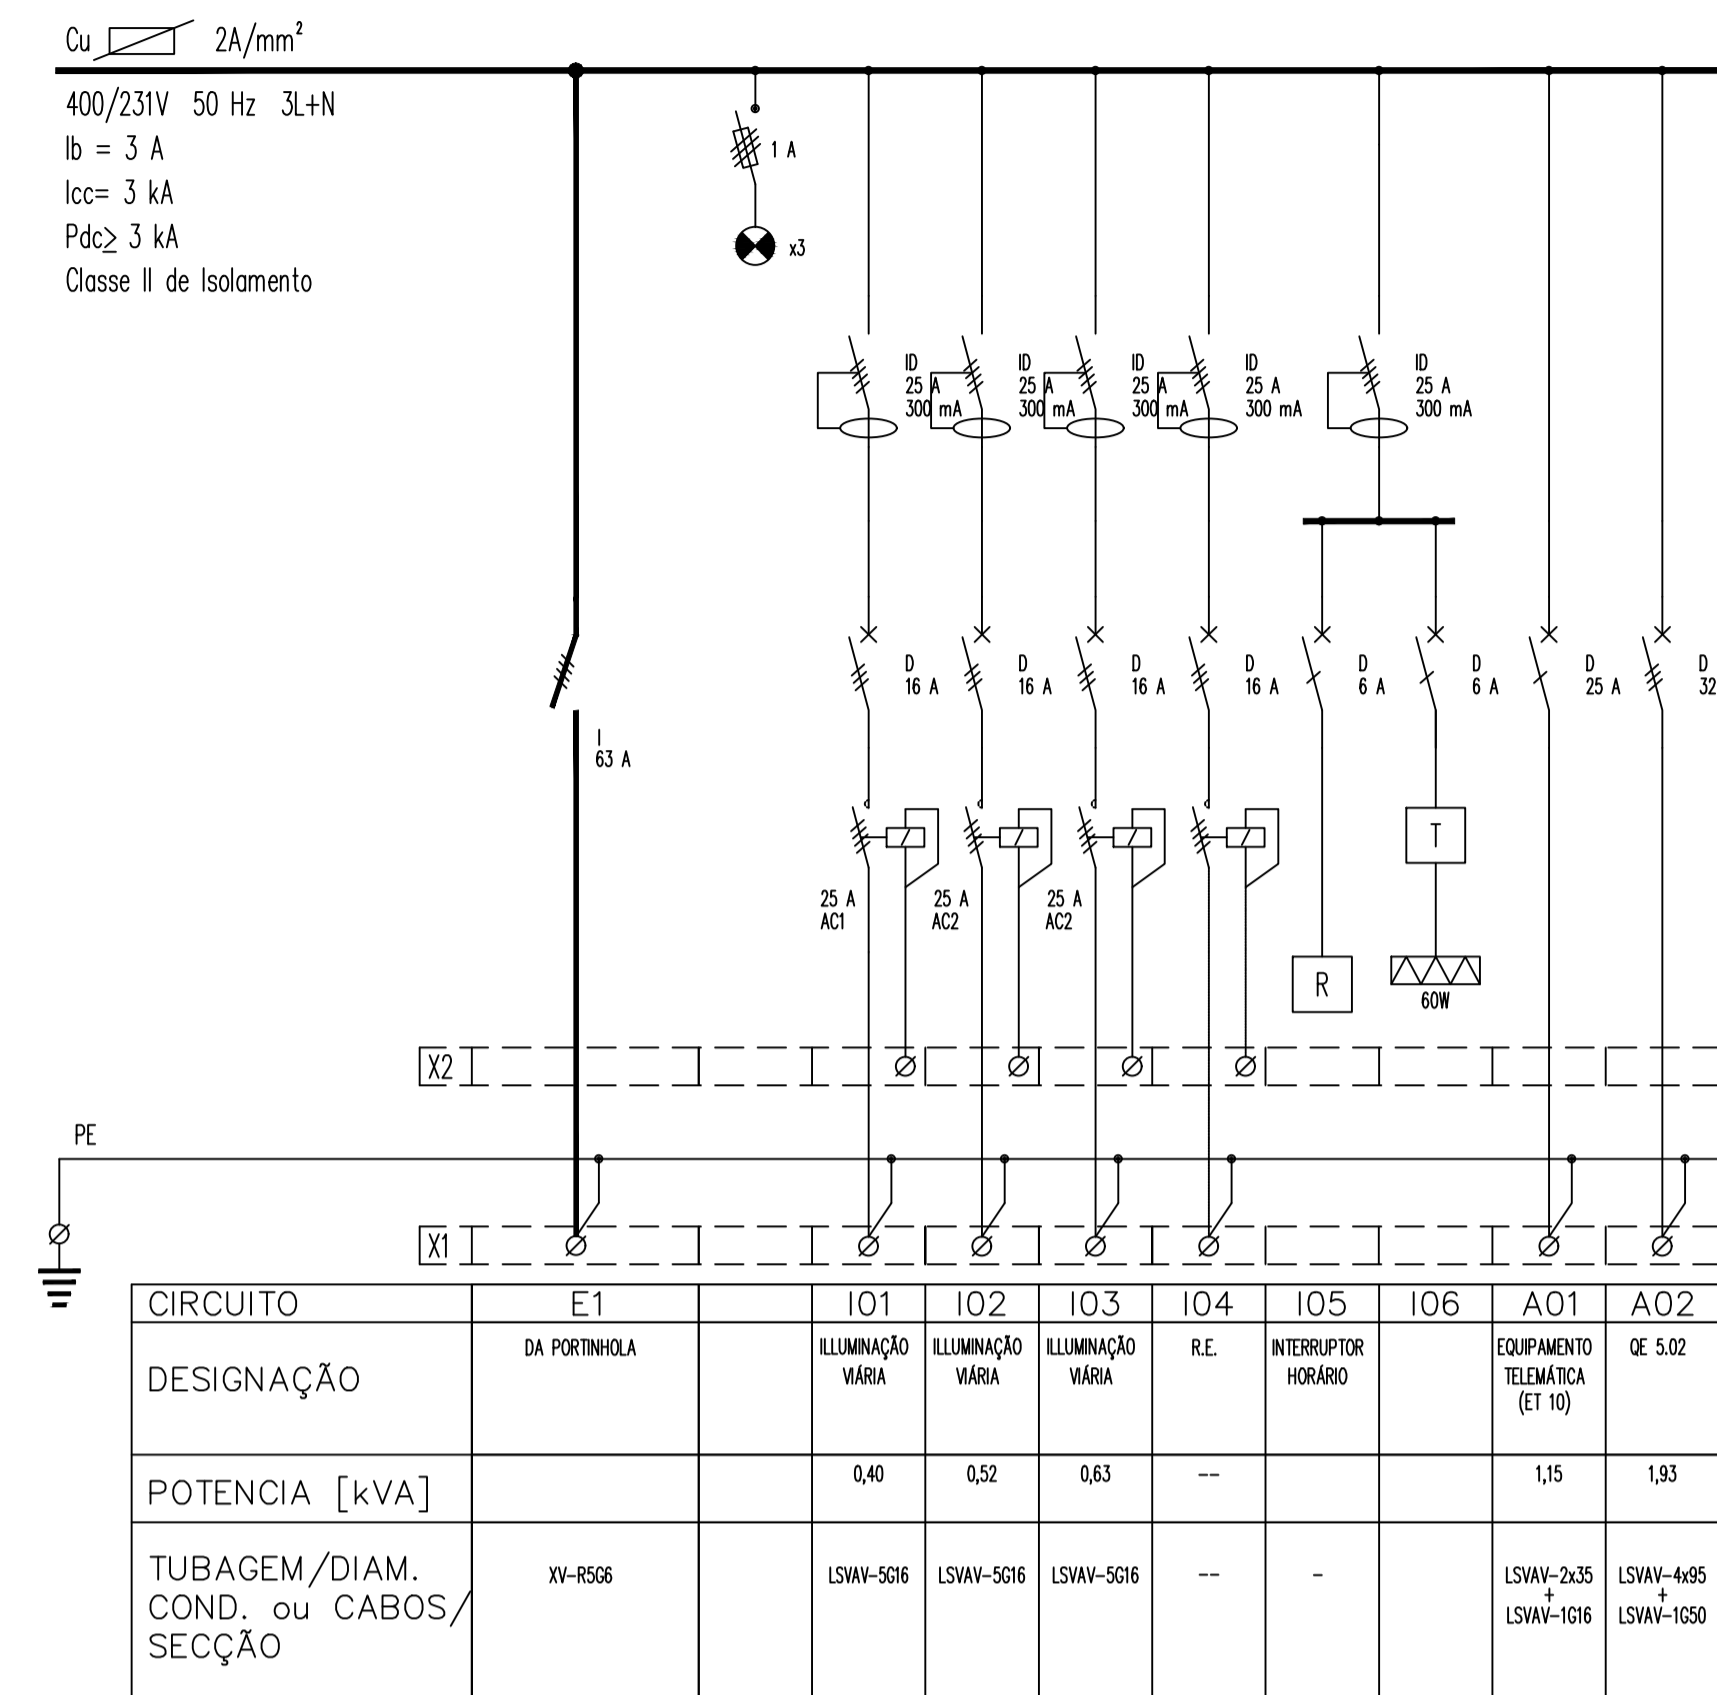 Cu 2A/mm²
400/231V 50 Hz 3L+N
Ib = 3 A
Icc= 3 kA
Pdc≥ 3 kA
Classe II de Isolamento
1 A
x3
ID ID ID ID ID
25 A 25 A 25 A 25 A 25 A
300 mA 300 mA 300 mA 300 mA 300 mA
D D D D D D D D
16 A 16 A 16 A 16 A 6 A 6 A 25 A 32
I
63 A
T
25 A 25 A 25 A
AC1 AC2 AC2
R
60W
X2
PE
X1
CIRCUITO E1 I01 I02 I03 I04 I05 I06 A01 A02
DESIGNAÇÃO
DA PORTINHOLA
ILLUMINAÇÃO
VIÁRIA
ILLUMINAÇÃO
VIÁRIA
ILLUMINAÇÃO
VIÁRIA
R.E.
INTERRUPTOR
HORÁRIO
EQUIPAMENTO
TELEMÁTICA
(ET 10)
QE 5.02
POTENCIA [kVA] 0,40 0,52 0,63 -- 1,15 1,93
TUBAGEM/DIAM.
COND. ou CABOS/
SECÇÃO
XV-R5G6
LSVAV-5G16
LSVAV-5G16
LSVAV-5G16
--
-
LSVAV-2x35
+
LSVAV-1G16
LSVAV-4x95
+
LSVAV-1G50